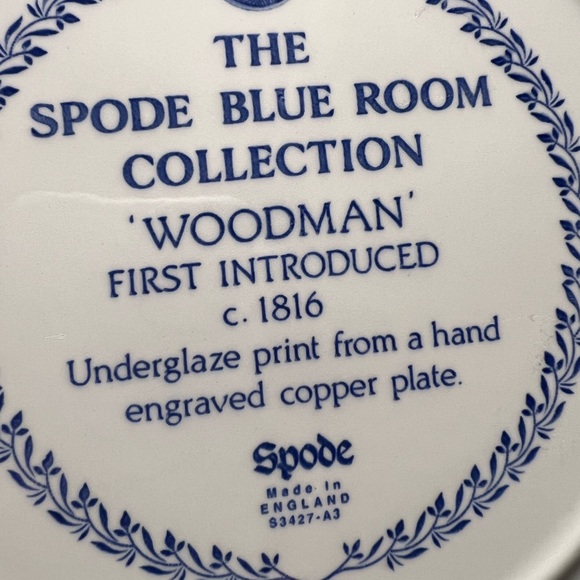 THE
SPODE BLUE ROOM
COLLECTION
‘WOODMAN’
FIRST INTRODUCED
c. 1816
Underglaze print from a hand
engraved copper plate.
Spode
Made in
ENGLAND
S3427-A3